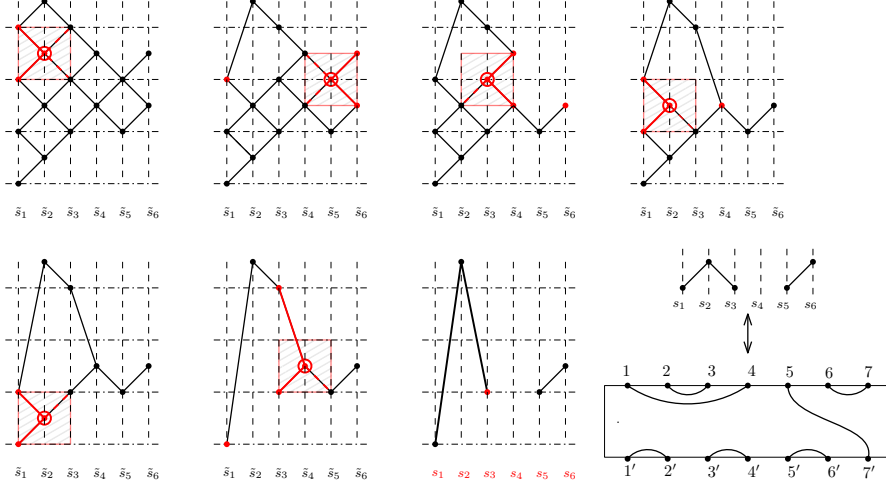 s̃₁ s̃₂ s̃₃ s̃₄ s̃₅ s̃₆
s̃₁ s̃₂ s̃₃ s̃₄ s̃₅ s̃₆
s̃₁ s̃₂ s̃₃ s̃₄ s̃₅ s̃₆
s̃₁ s̃₂ s̃₃ s̃₄ s̃₅ s̃₆
s₁ s₂ s₃ s₄ s₅ s₆
1 2 3 4 5 6 7
1′ 2′ 3′ 4′ 5′ 6′ 7′
s̃₁ s̃₂ s̃₃ s̃₄ s̃₅ s̃₆
s̃₁ s̃₂ s̃₃ s̃₄ s̃₅ s̃₆
s₁ s₂ s₃ s₄ s₅ s₆